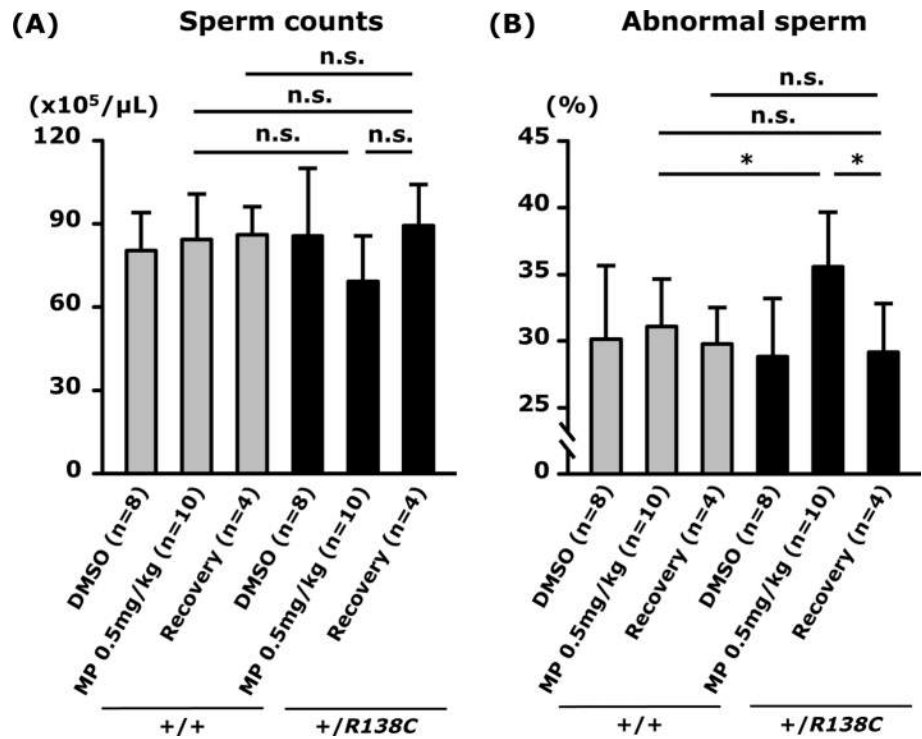 (A) Sperm counts
n.s.
(x10⁵/µL)
n.s.
n.s. n.s.
120
90
60
30
0
DMSO (n=8)
MP 0.5mg/kg (n=10)
Recovery (n=4)
DMSO (n=8)
MP 0.5mg/kg (n=10)
Recovery (n=4)
+/+ +/R138C
(B) Abnormal sperm
n.s.
(%)
n.s.
* *
45
40
35
30
25
0
DMSO (n=8)
MP 0.5mg/kg (n=10)
Recovery (n=4)
DMSO (n=8)
MP 0.5mg/kg (n=10)
Recovery (n=4)
+/+ +/R138C